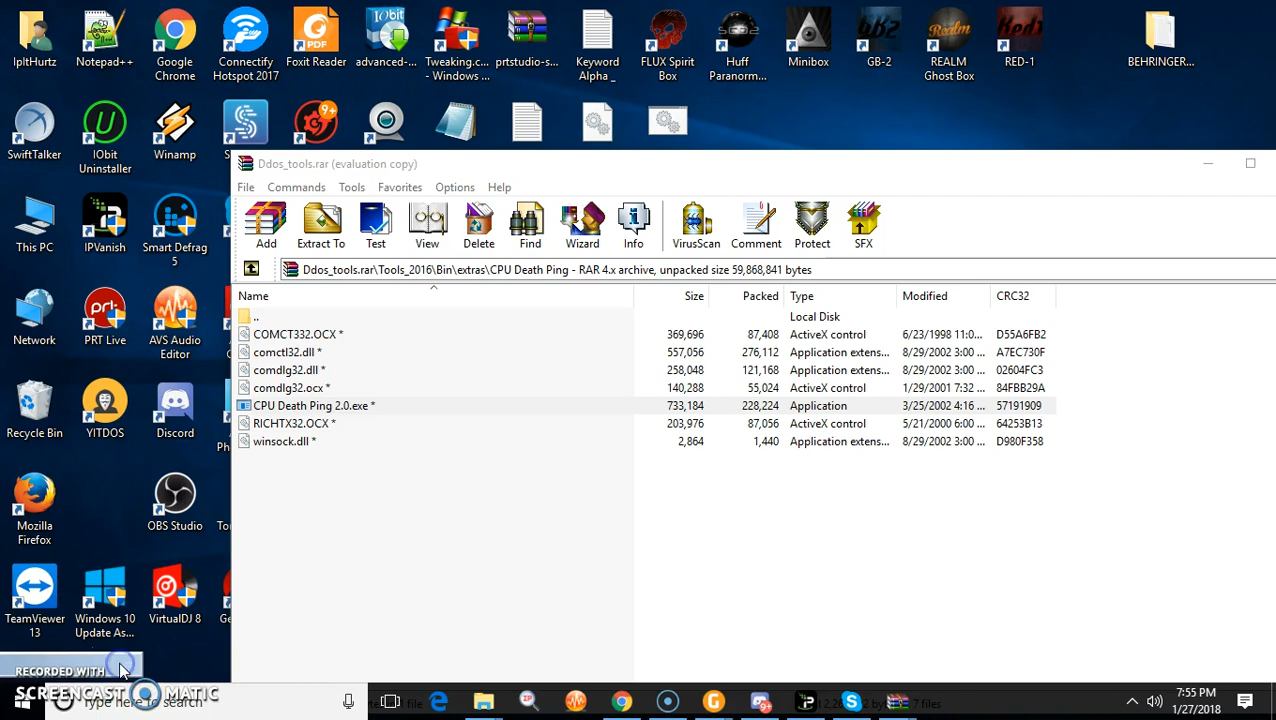 IpltHurtz
Notepad++
Google Chrome
Connectify Hotspot 2017
Foxit Reader
advanced-...
Tweaking.c... - Windows ...
prtstudio-s...
Keyword Alpha _
FLUX Spirit Box
Huff Paranorm...
Minibox
GB-2
REALM Ghost Box
RED-1
BEHRINGER...
SwiftTalker
IObit Uninstaller
Winamp
9+
Ddos_tools.rar (evaluation copy)
File Commands Tools Favorites Options Help
Add Extract To Test View Delete Find Wizard Info VirusScan Comment Protect SFX
Ddos_tools.rar\Tools_2016\Bin\extras\CPU Death Ping - RAR 4.x archive, unpacked size 59,868,841 bytes
Name Size Packed Type Modified CRC32
.. Local Disk
COMCT332.OCX * 369,696 87,408 ActiveX control 6/23/1998 11:0... D55A6FB2
comctl32.dll * 557,056 276,112 Application extens... 8/29/2002 3:00 ... A7EC730F
comdlg32.dll * 258,048 121,168 Application extens... 8/29/2002 3:00 ... 02604FC3
comdlg32.ocx * 140,288 55,024 ActiveX control 1/29/2001 7:32 ... 84FBB29A
CPU Death Ping 2.0.exe * 733,184 228,224 Application 3/25/2002 4:16 ... 57191909
RICHTX32.OCX * 203,976 87,056 ActiveX control 5/21/2000 6:00 ... 64253B13
winsock.dll * 2,864 1,440 Application extens... 8/29/2002 3:00 ... D980F358
This PC
IPVanish
Smart Defrag 5
Network
PRT Live
AVS Audio Editor
Recycle Bin
YITDOS
Discord
Mozilla Firefox
OBS Studio
TeamViewer 13
Windows 10 Update As...
VirtualDJ 8
RECORDED WITH
SCREENCAST MATIC
Type here to search
7 files
7:55 PM
1/27/2018